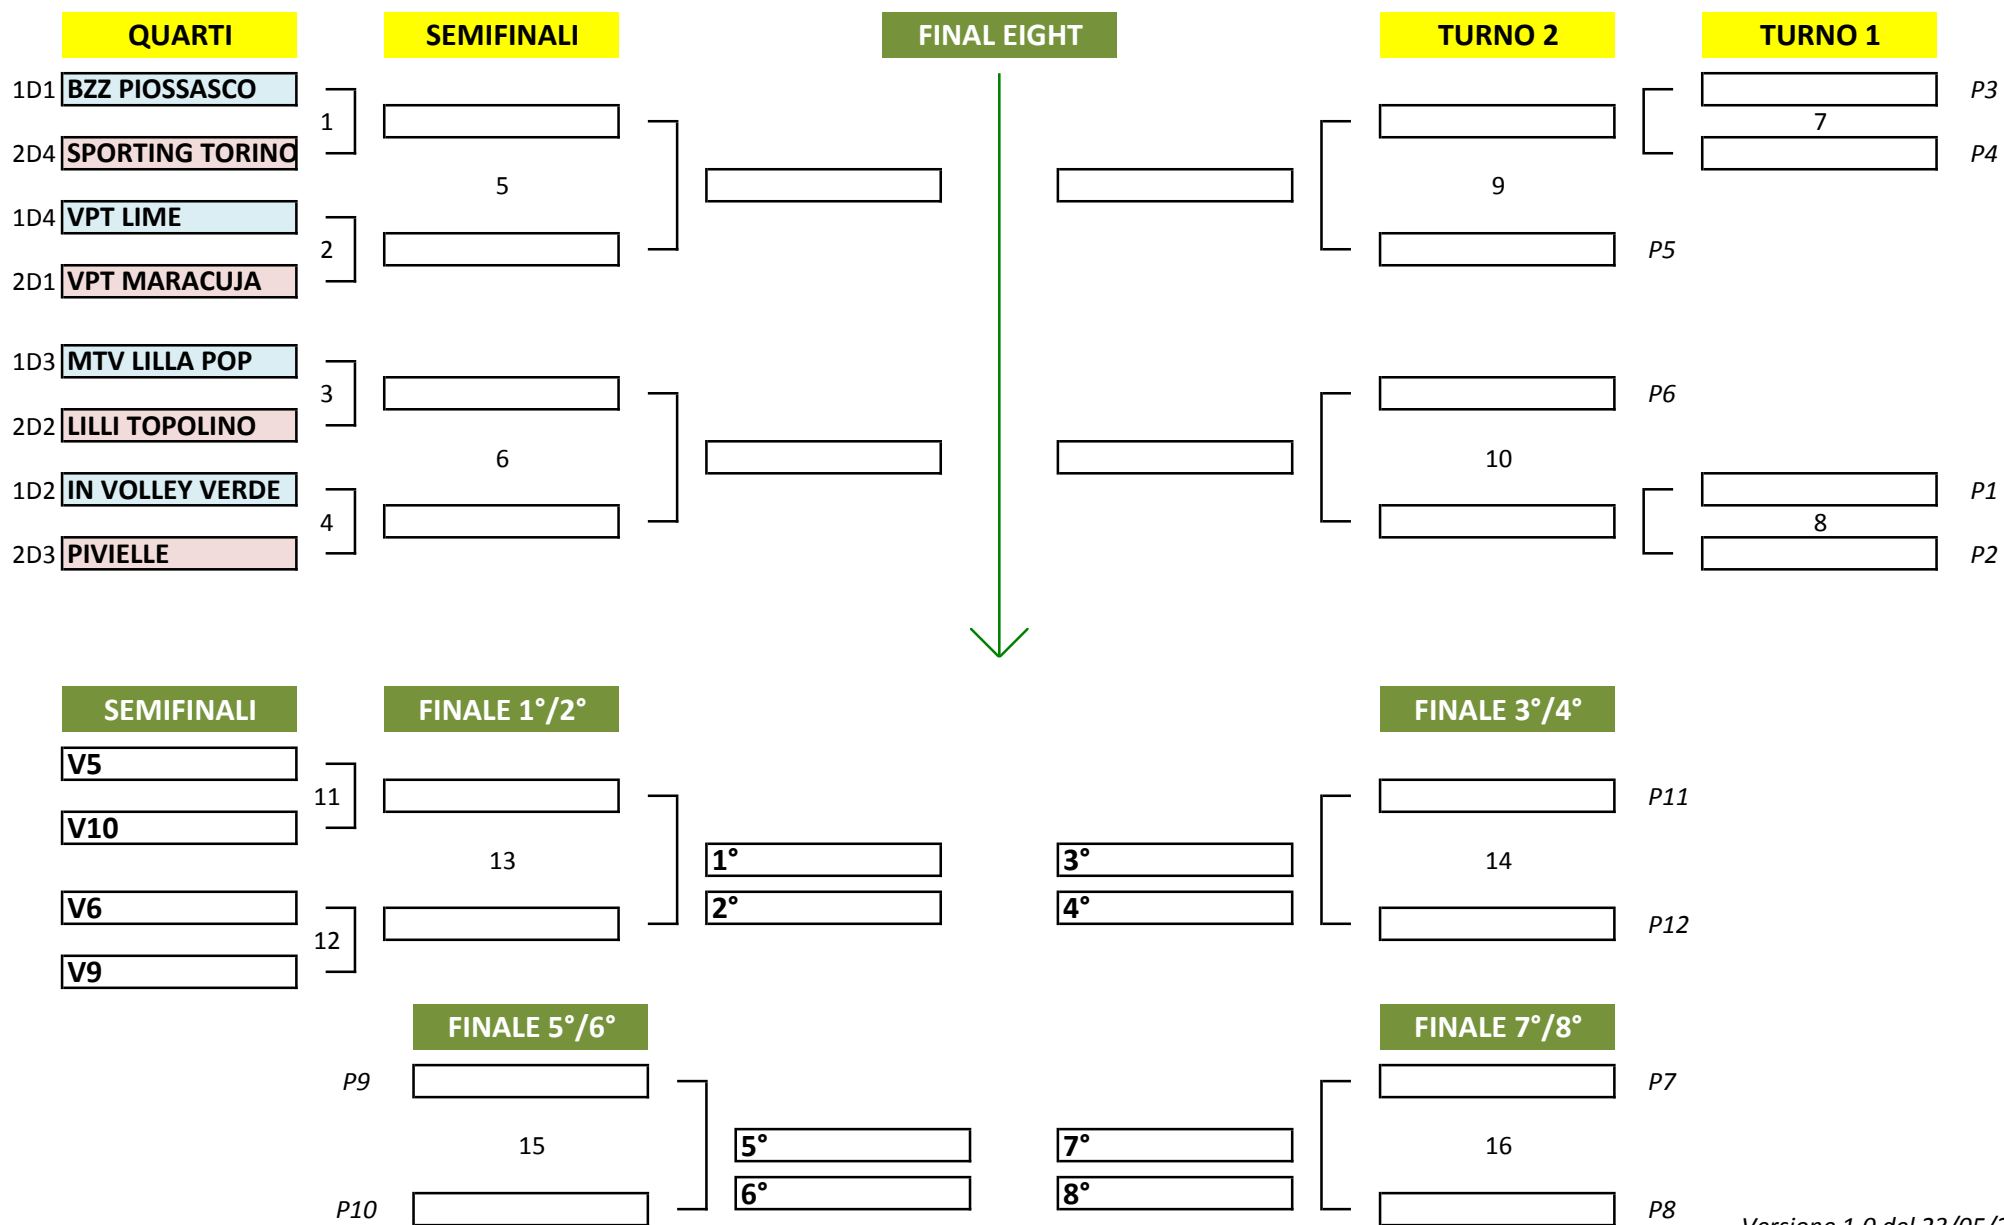 QUARTI SEMIFINALI FINAL EIGHT TURNO 2 TURNO 1
1D1 BZZ PIOSSASCO P3
1 7
2D4 SPORTING TORINO P4
5 9
1D4 VPT LIME
2 P5
2D1 VPT MARACUJA
1D3 MTV LILLA POP
3 P6
2D2 LILLI TOPOLINO
6 10
1D2 IN VOLLEY VERDE P1
4 8
2D3 PIVIELLE P2
SEMIFINALI FINALE 1°/2° FINALE 3°/4°
V5
11 P11
V10
13 1° 3° 14
V6 2° 4°
12 P12
V9
FINALE 5°/6° FINALE 7°/8°
P9 P7
15 5° 7° 16
6° 8°
P10 P8
Versione 1.0 del